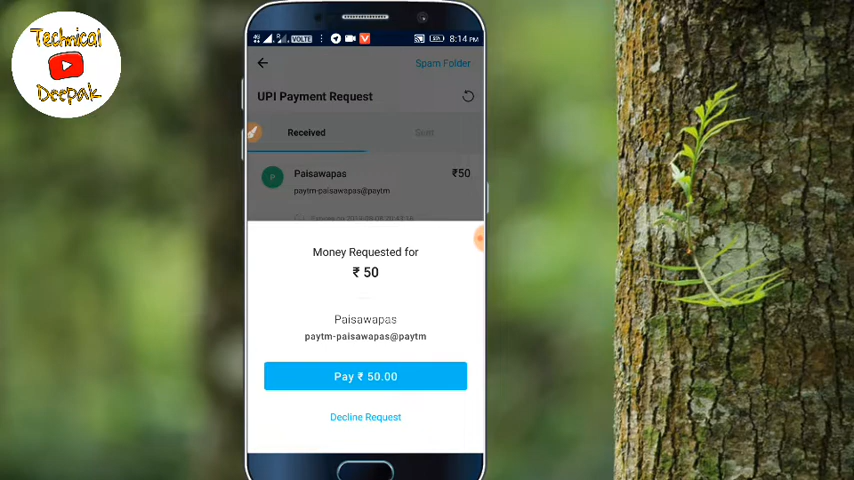 Technical
Deepak
VOLTE
8:14 PM
Spam Folder
UPI Payment Request
Received
Sent
P
Paisawapas
₹50
paytm-paisawapas@paytm
Money Requested for
₹ 50
Paisawapas
paytm-paisawapas@paytm
Pay ₹ 50.00
Decline Request